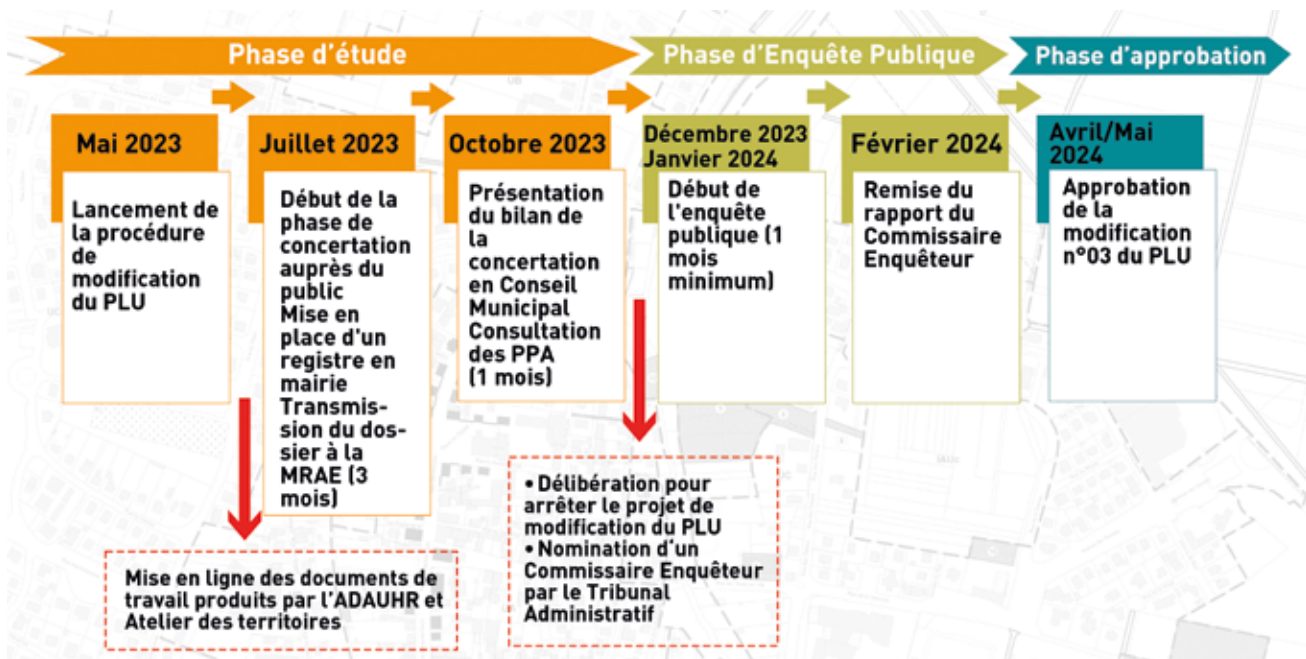 Phase d'étude
Phase d'Enquête Publique
Phase d'approbation
Mai 2023
Lancement de
la procédure
de
modification
du PLU
Juillet 2023
Début de la
phase de
concertation
auprès du
public
Mise en
place d'un
registre en
mairie
Transmis-
sion du dos-
sier à la
MRAE (3
mois)
Octobre 2023
Présentation
du bilan de
la
concertation
en Conseil
Municipal
Consultation
des PPA
(1 mois)
Décembre 2023
Janvier 2024
Début de
l'enquête
publique (1
mois
minimum)
Février 2024
Remise du
rapport du
Commissaire
Enquêteur
Avril/Mai
2024
Approbation
de la
modification
n°03 du PLU
Mise en ligne des documents de
travail produits par l'ADAUHR et
Atelier des territoires
• Délibération pour
arrêter le projet de
modification du PLU
• Nomination d'un
Commissaire Enquêteur
par le Tribunal
Administratif